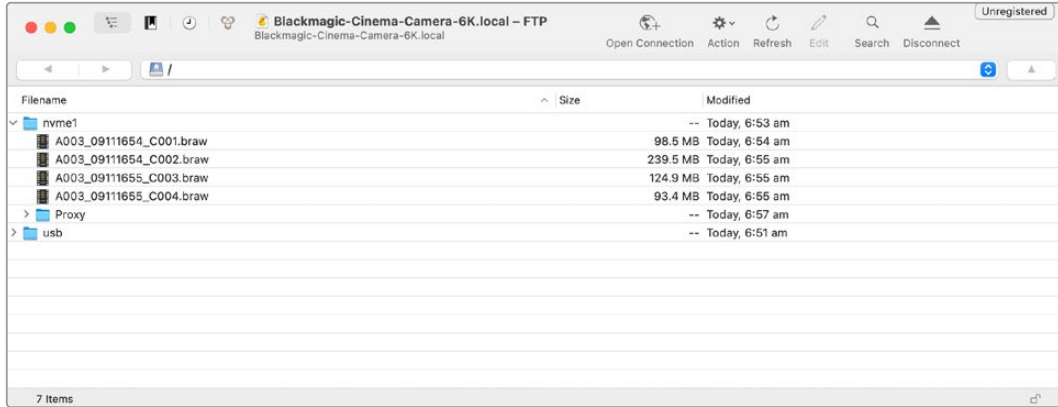 Unregistered
Blackmagic-Cinema-Camera-6K.local – FTP
Blackmagic-Cinema-Camera-6K.local
Open Connection Action Refresh Edit Search Disconnect
/
Filename Size Modified
nvme1 -- Today, 6:53 am
A003_09111654_C001.braw 98.5 MB Today, 6:54 am
A003_09111654_C002.braw 239.5 MB Today, 6:55 am
A003_09111655_C003.braw 124.9 MB Today, 6:55 am
A003_09111655_C004.braw 93.4 MB Today, 6:55 am
Proxy -- Today, 6:57 am
usb -- Today, 6:51 am
7 Items